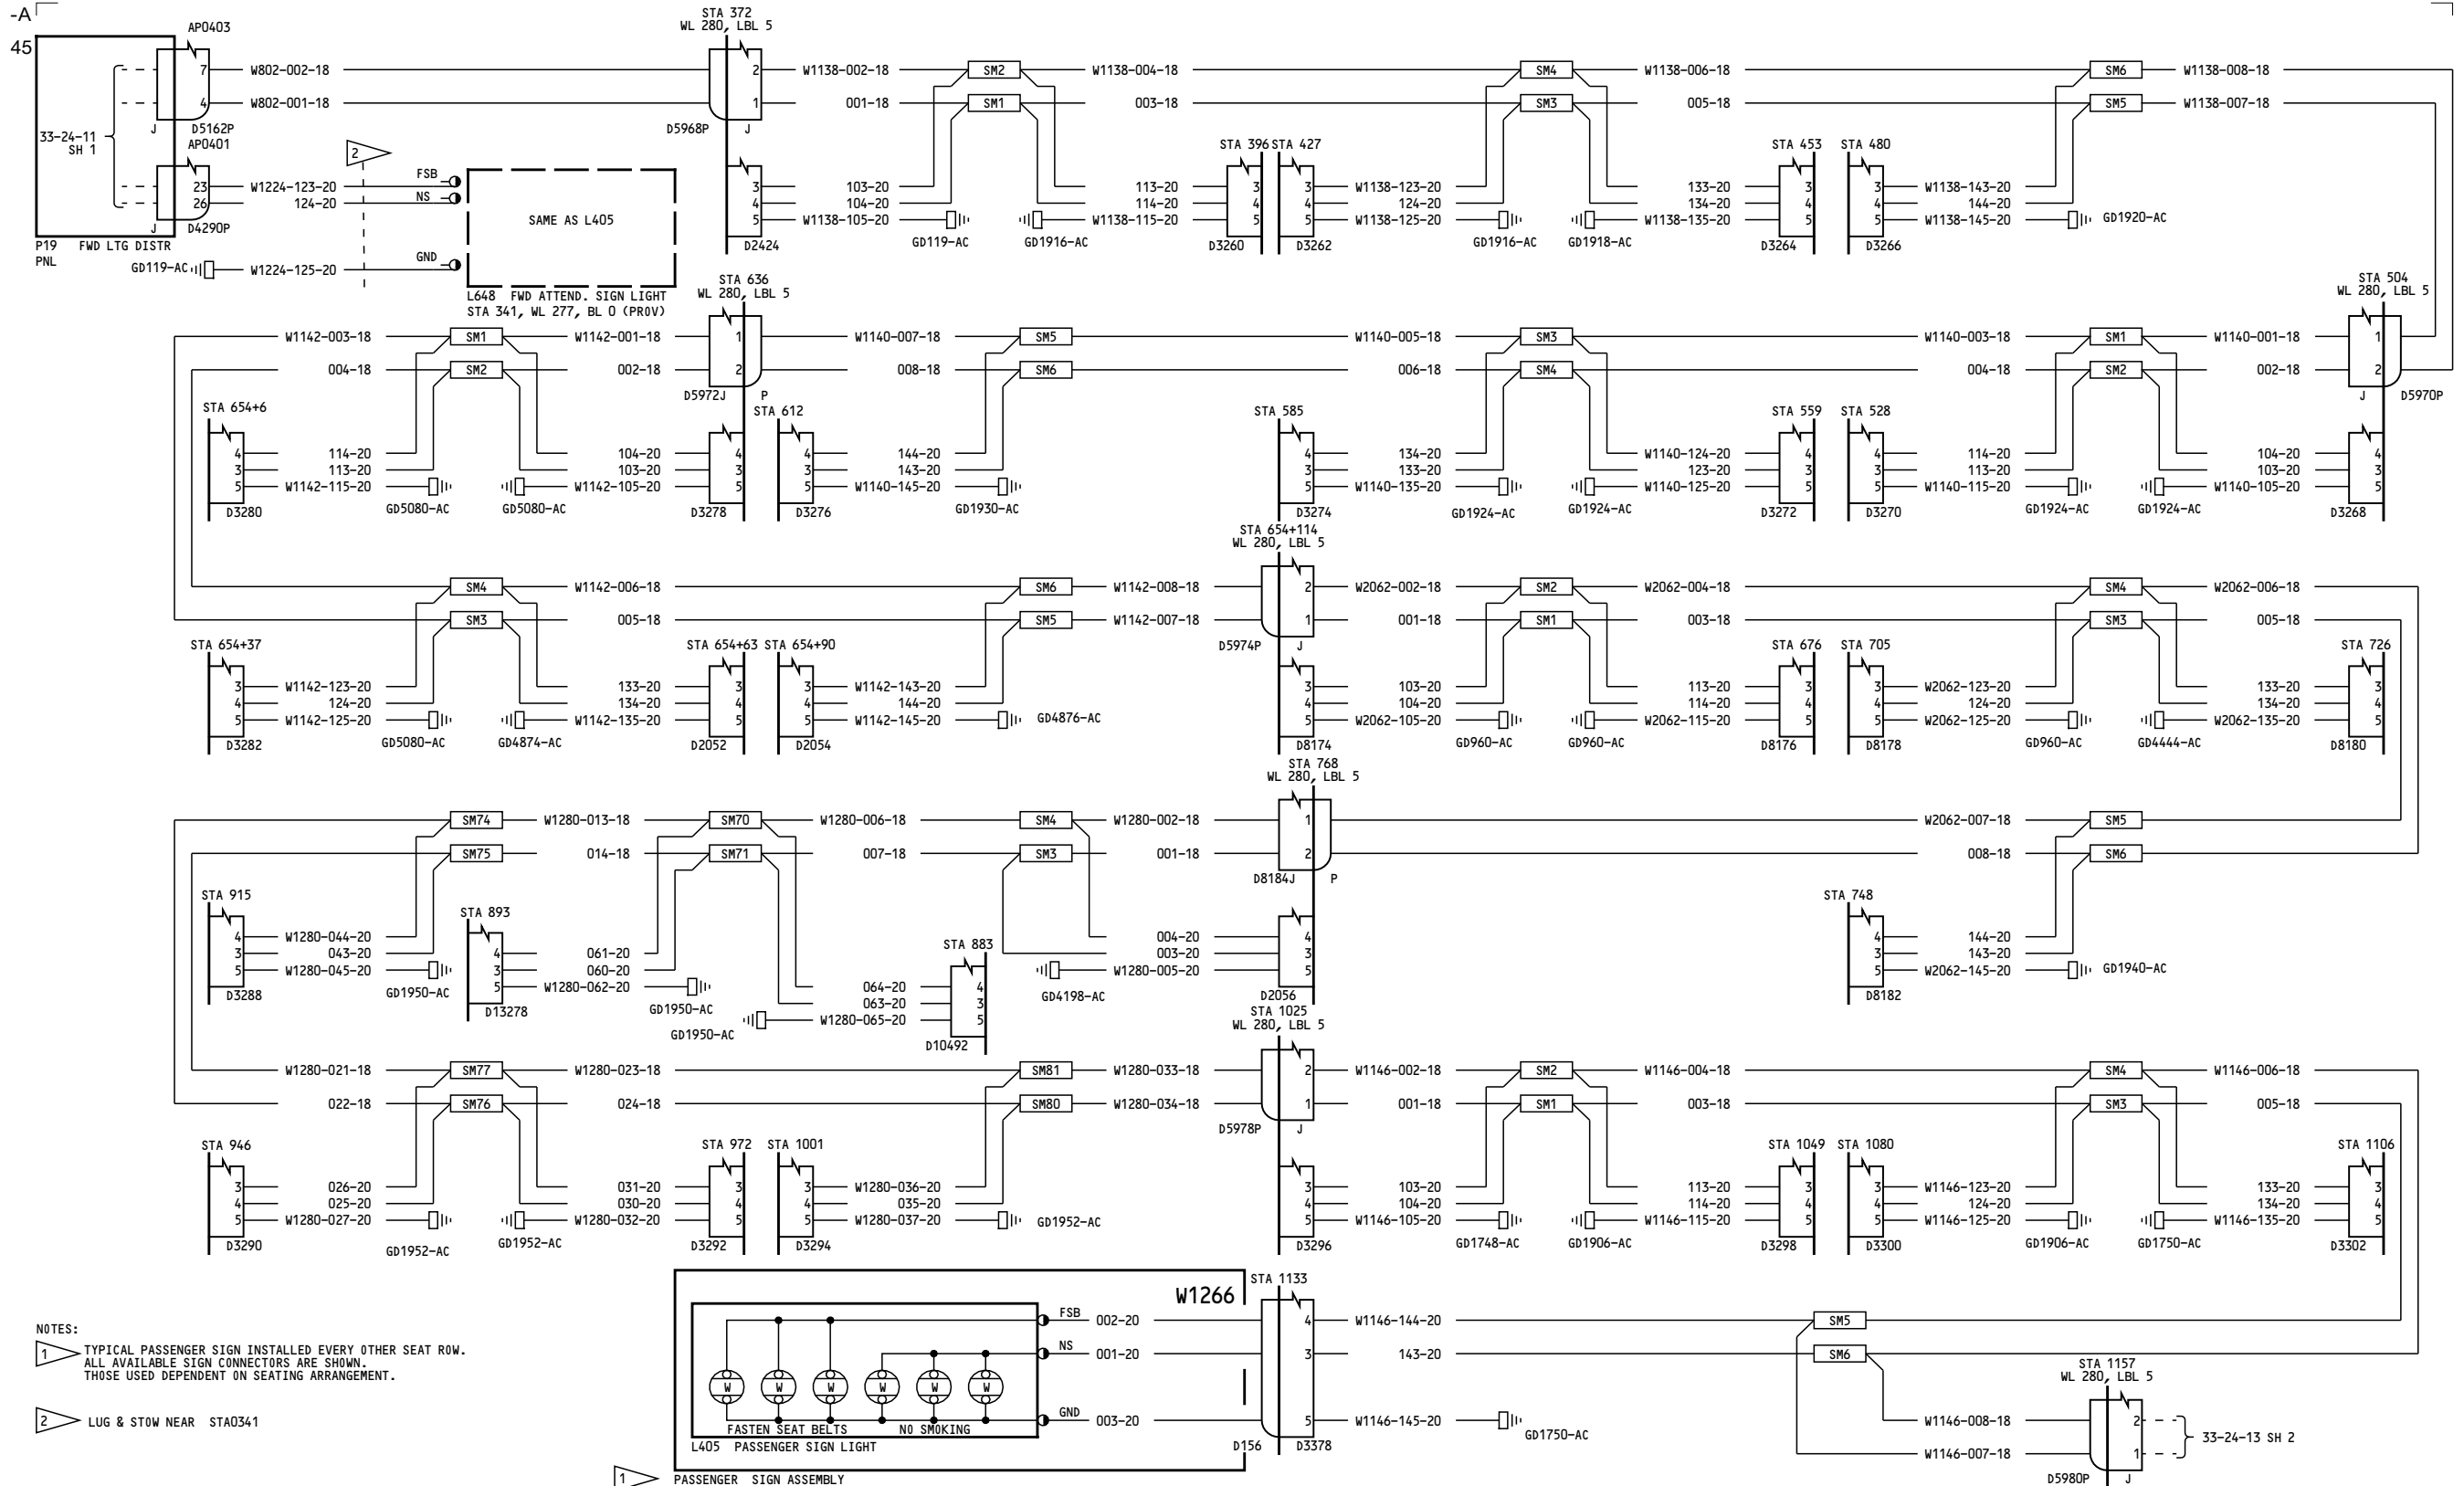 -A
45
AP0403
7
4
W802-002-18
W802-001-18
J
D5162P
AP0401
33-24-11
SH 1
23
26
W1224-123-20
124-20
J
D4290P
P19 FWD LTG DISTR
PNL
GD119-AC
W1224-125-20
2
FSB
NS
GND
SAME AS L405
L648 FWD ATTEND. SIGN LIGHT
STA 341, WL 277, BL 0 (PROV)
STA 372
WL 280, LBL 5
D5968P
J
2
1
W1138-002-18
001-18
SM2
SM1
W1138-004-18
003-18
SM4
SM3
W1138-006-18
005-18
SM6
SM5
W1138-008-18
W1138-007-18
3
4
5
D2424
103-20
104-20
W1138-105-20
GD119-AC
GD1916-AC
113-20
114-20
W1138-115-20
STA 396
3
4
5
D3260
STA 427
3
4
5
D3262
W1138-123-20
124-20
W1138-125-20
GD1916-AC
GD1918-AC
133-20
134-20
W1138-135-20
STA 453
3
4
5
D3264
STA 480
3
4
5
D3266
W1138-143-20
144-20
W1138-145-20
GD1920-AC
W1142-003-18
004-18
SM1
SM2
W1142-001-18
002-18
STA 636
WL 280, LBL 5
1
2
D5972J
P
W1140-007-18
008-18
SM5
SM6
W1140-005-18
006-18
SM3
SM4
W1140-003-18
004-18
SM1
SM2
W1140-001-18
002-18
STA 504
WL 280, LBL 5
1
2
J
D5970P
STA 654+6
4
3
5
D3280
114-20
113-20
W1142-115-20
GD5080-AC
GD5080-AC
104-20
103-20
W1142-105-20
4
3
5
D3278
STA 612
4
3
5
D3276
144-20
143-20
W1140-145-20
GD1930-AC
STA 585
4
3
5
D3274
134-20
133-20
W1140-135-20
GD1924-AC
GD1924-AC
W1140-124-20
123-20
W1140-125-20
STA 559
4
3
5
D3272
STA 528
4
3
5
D3270
114-20
113-20
W1140-115-20
GD1924-AC
GD1924-AC
104-20
103-20
W1140-105-20
4
3
5
D3268
SM4
SM3
W1142-006-18
005-18
SM6
SM5
W1142-008-18
W1142-007-18
STA 654+114
WL 280, LBL 5
2
1
D5974P
J
W2062-002-18
001-18
SM2
SM1
W2062-004-18
003-18
SM4
SM3
W2062-006-18
005-18
STA 654+37
3
4
5
D3282
W1142-123-20
124-20
W1142-125-20
GD5080-AC
GD4874-AC
133-20
134-20
W1142-135-20
STA 654+63
3
4
5
D2052
STA 654+90
3
4
5
D2054
W1142-143-20
144-20
W1142-145-20
GD4876-AC
3
4
5
D8174
103-20
104-20
W2062-105-20
GD960-AC
GD960-AC
113-20
114-20
W2062-115-20
STA 676
3
4
5
D8176
STA 705
3
4
5
D8178
W2062-123-20
124-20
W2062-125-20
GD960-AC
GD4444-AC
133-20
134-20
W2062-135-20
STA 726
3
4
5
D8180
SM74
SM75
W1280-013-18
014-18
SM70
SM71
W1280-006-18
007-18
SM4
SM3
W1280-002-18
001-18
STA 768
WL 280, LBL 5
1
2
D8184J
P
W2062-007-18
008-18
SM5
SM6
STA 915
4
3
5
D3288
W1280-044-20
043-20
W1280-045-20
GD1950-AC
STA 893
4
3
5
D13278
061-20
060-20
W1280-062-20
GD1950-AC
GD1950-AC
064-20
063-20
W1280-065-20
STA 883
4
3
5
D10492
004-20
003-20
W1280-005-20
GD4198-AC
4
3
5
D2056
STA 748
4
3
5
D8182
144-20
143-20
W2062-145-20
GD1940-AC
W1280-021-18
022-18
SM77
SM76
W1280-023-18
024-18
SM81
SM80
W1280-033-18
W1280-034-18
STA 1025
WL 280, LBL 5
2
1
D5978P
J
W1146-002-18
001-18
SM2
SM1
W1146-004-18
003-18
SM4
SM3
W1146-006-18
005-18
STA 946
3
4
5
D3290
026-20
025-20
W1280-027-20
GD1952-AC
GD1952-AC
031-20
030-20
W1280-032-20
STA 972
3
4
5
D3292
STA 1001
3
4
5
D3294
W1280-036-20
035-20
W1280-037-20
GD1952-AC
3
4
5
D3296
103-20
104-20
W1146-105-20
GD1748-AC
GD1906-AC
113-20
114-20
W1146-115-20
STA 1049
3
4
5
D3298
STA 1080
3
4
5
D3300
W1146-123-20
124-20
W1146-125-20
GD1906-AC
GD1750-AC
133-20
134-20
W1146-135-20
STA 1106
3
4
5
D3302
W1266
FSB
NS
GND
002-20
001-20
003-20
W W W W W W
FASTEN SEAT BELTS NO SMOKING
L405 PASSENGER SIGN LIGHT
1
PASSENGER SIGN ASSEMBLY
STA 1133
4
3
5
D156
D3378
W1146-144-20
143-20
W1146-145-20
GD1750-AC
SM5
SM6
STA 1157
WL 280, LBL 5
W1146-008-18
W1146-007-18
2
1
D5980P
J
33-24-13 SH 2
NOTES:
1
TYPICAL PASSENGER SIGN INSTALLED EVERY OTHER SEAT ROW.
ALL AVAILABLE SIGN CONNECTORS ARE SHOWN.
THOSE USED DEPENDENT ON SEATING ARRANGEMENT.
2
LUG & STOW NEAR STA0341